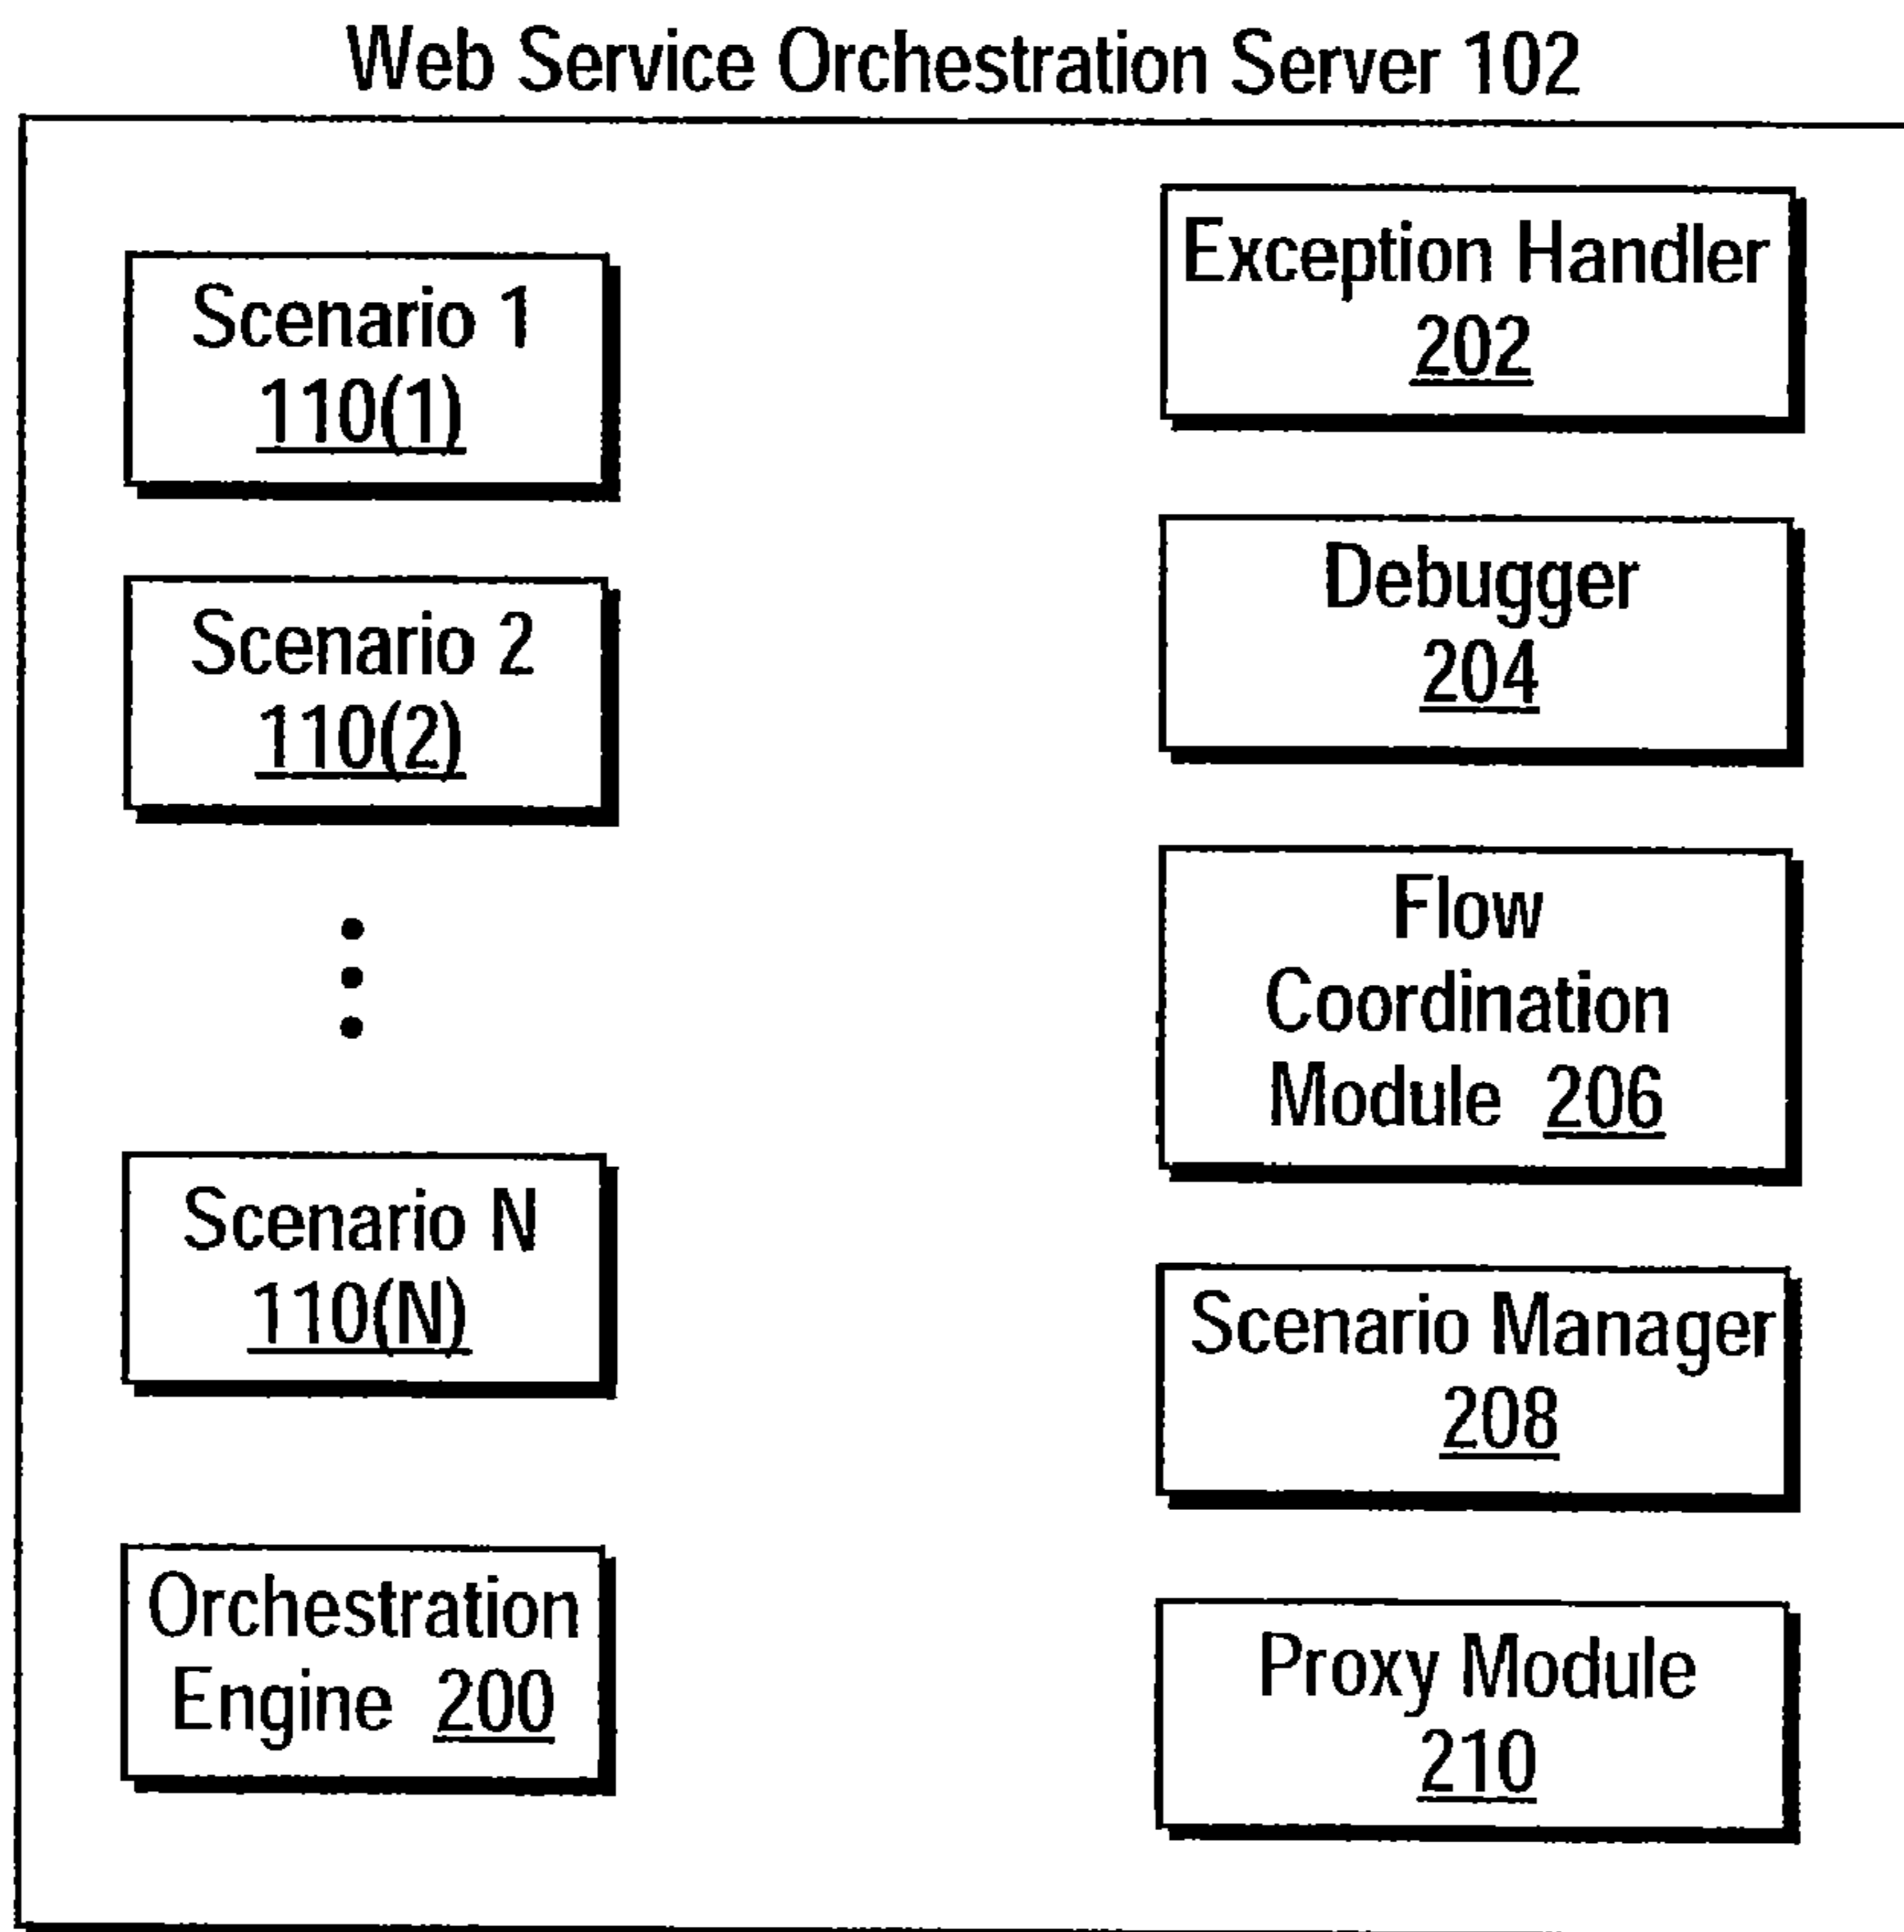 Web Service Orchestration Server 102
Scenario 1
110(1)
Scenario 2
110(2)
Scenario N
110(N)
Orchestration
Engine 200
Exception Handler
202
Debugger
204
Flow
Coordination
Module 206
Scenario Manager
208
Proxy Module
210